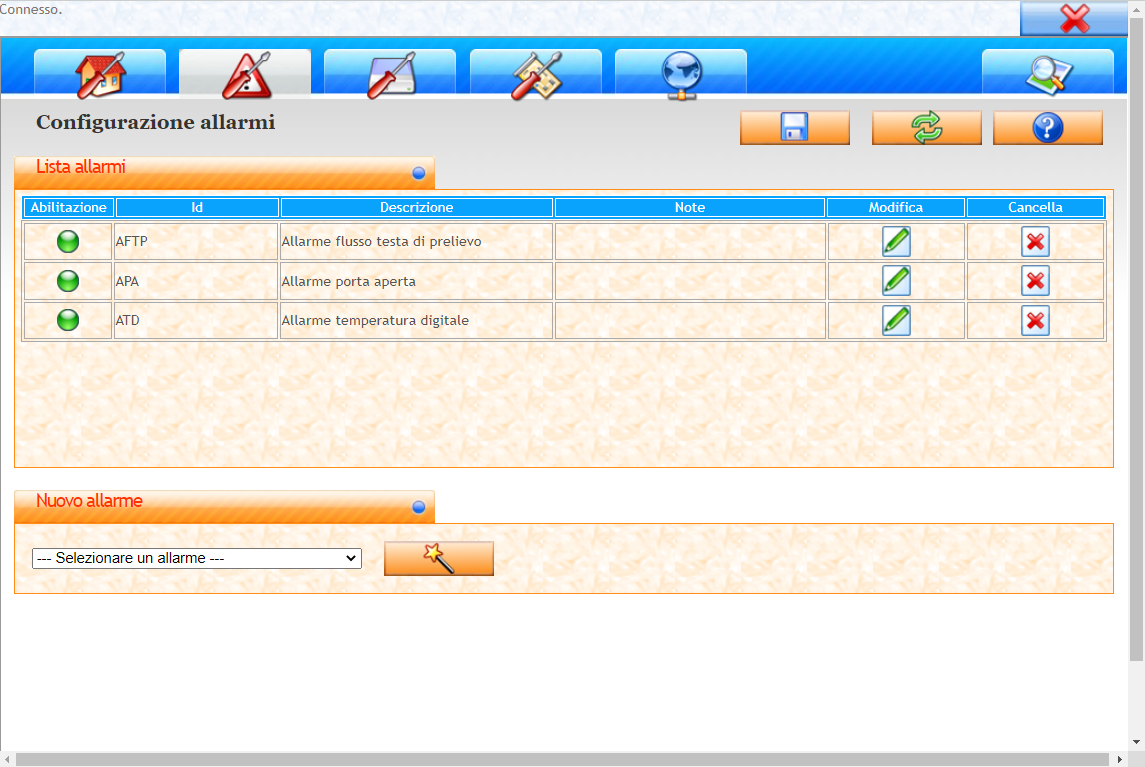 Connesso.
Configurazione allarmi
Lista allarmi
Abilitazione Id Descrizione Note Modifica Cancella
AFTP Allarme flusso testa di prelievo
APA Allarme porta aperta
ATD Allarme temperatura digitale
Nuovo allarme
--- Selezionare un allarme ---